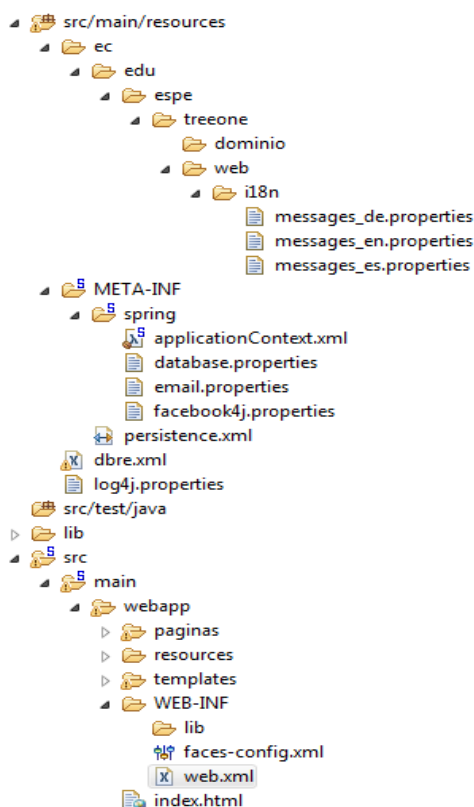 src/main/resources
ec
edu
espe
treeone
dominio
web
i18n
messages_de.properties
messages_en.properties
messages_es.properties
META-INF
spring
applicationContext.xml
database.properties
email.properties
facebook4j.properties
persistence.xml
dbre.xml
log4j.properties
src/test/java
lib
src
main
webapp
paginas
resources
templates
WEB-INF
lib
faces-config.xml
web.xml
index.html